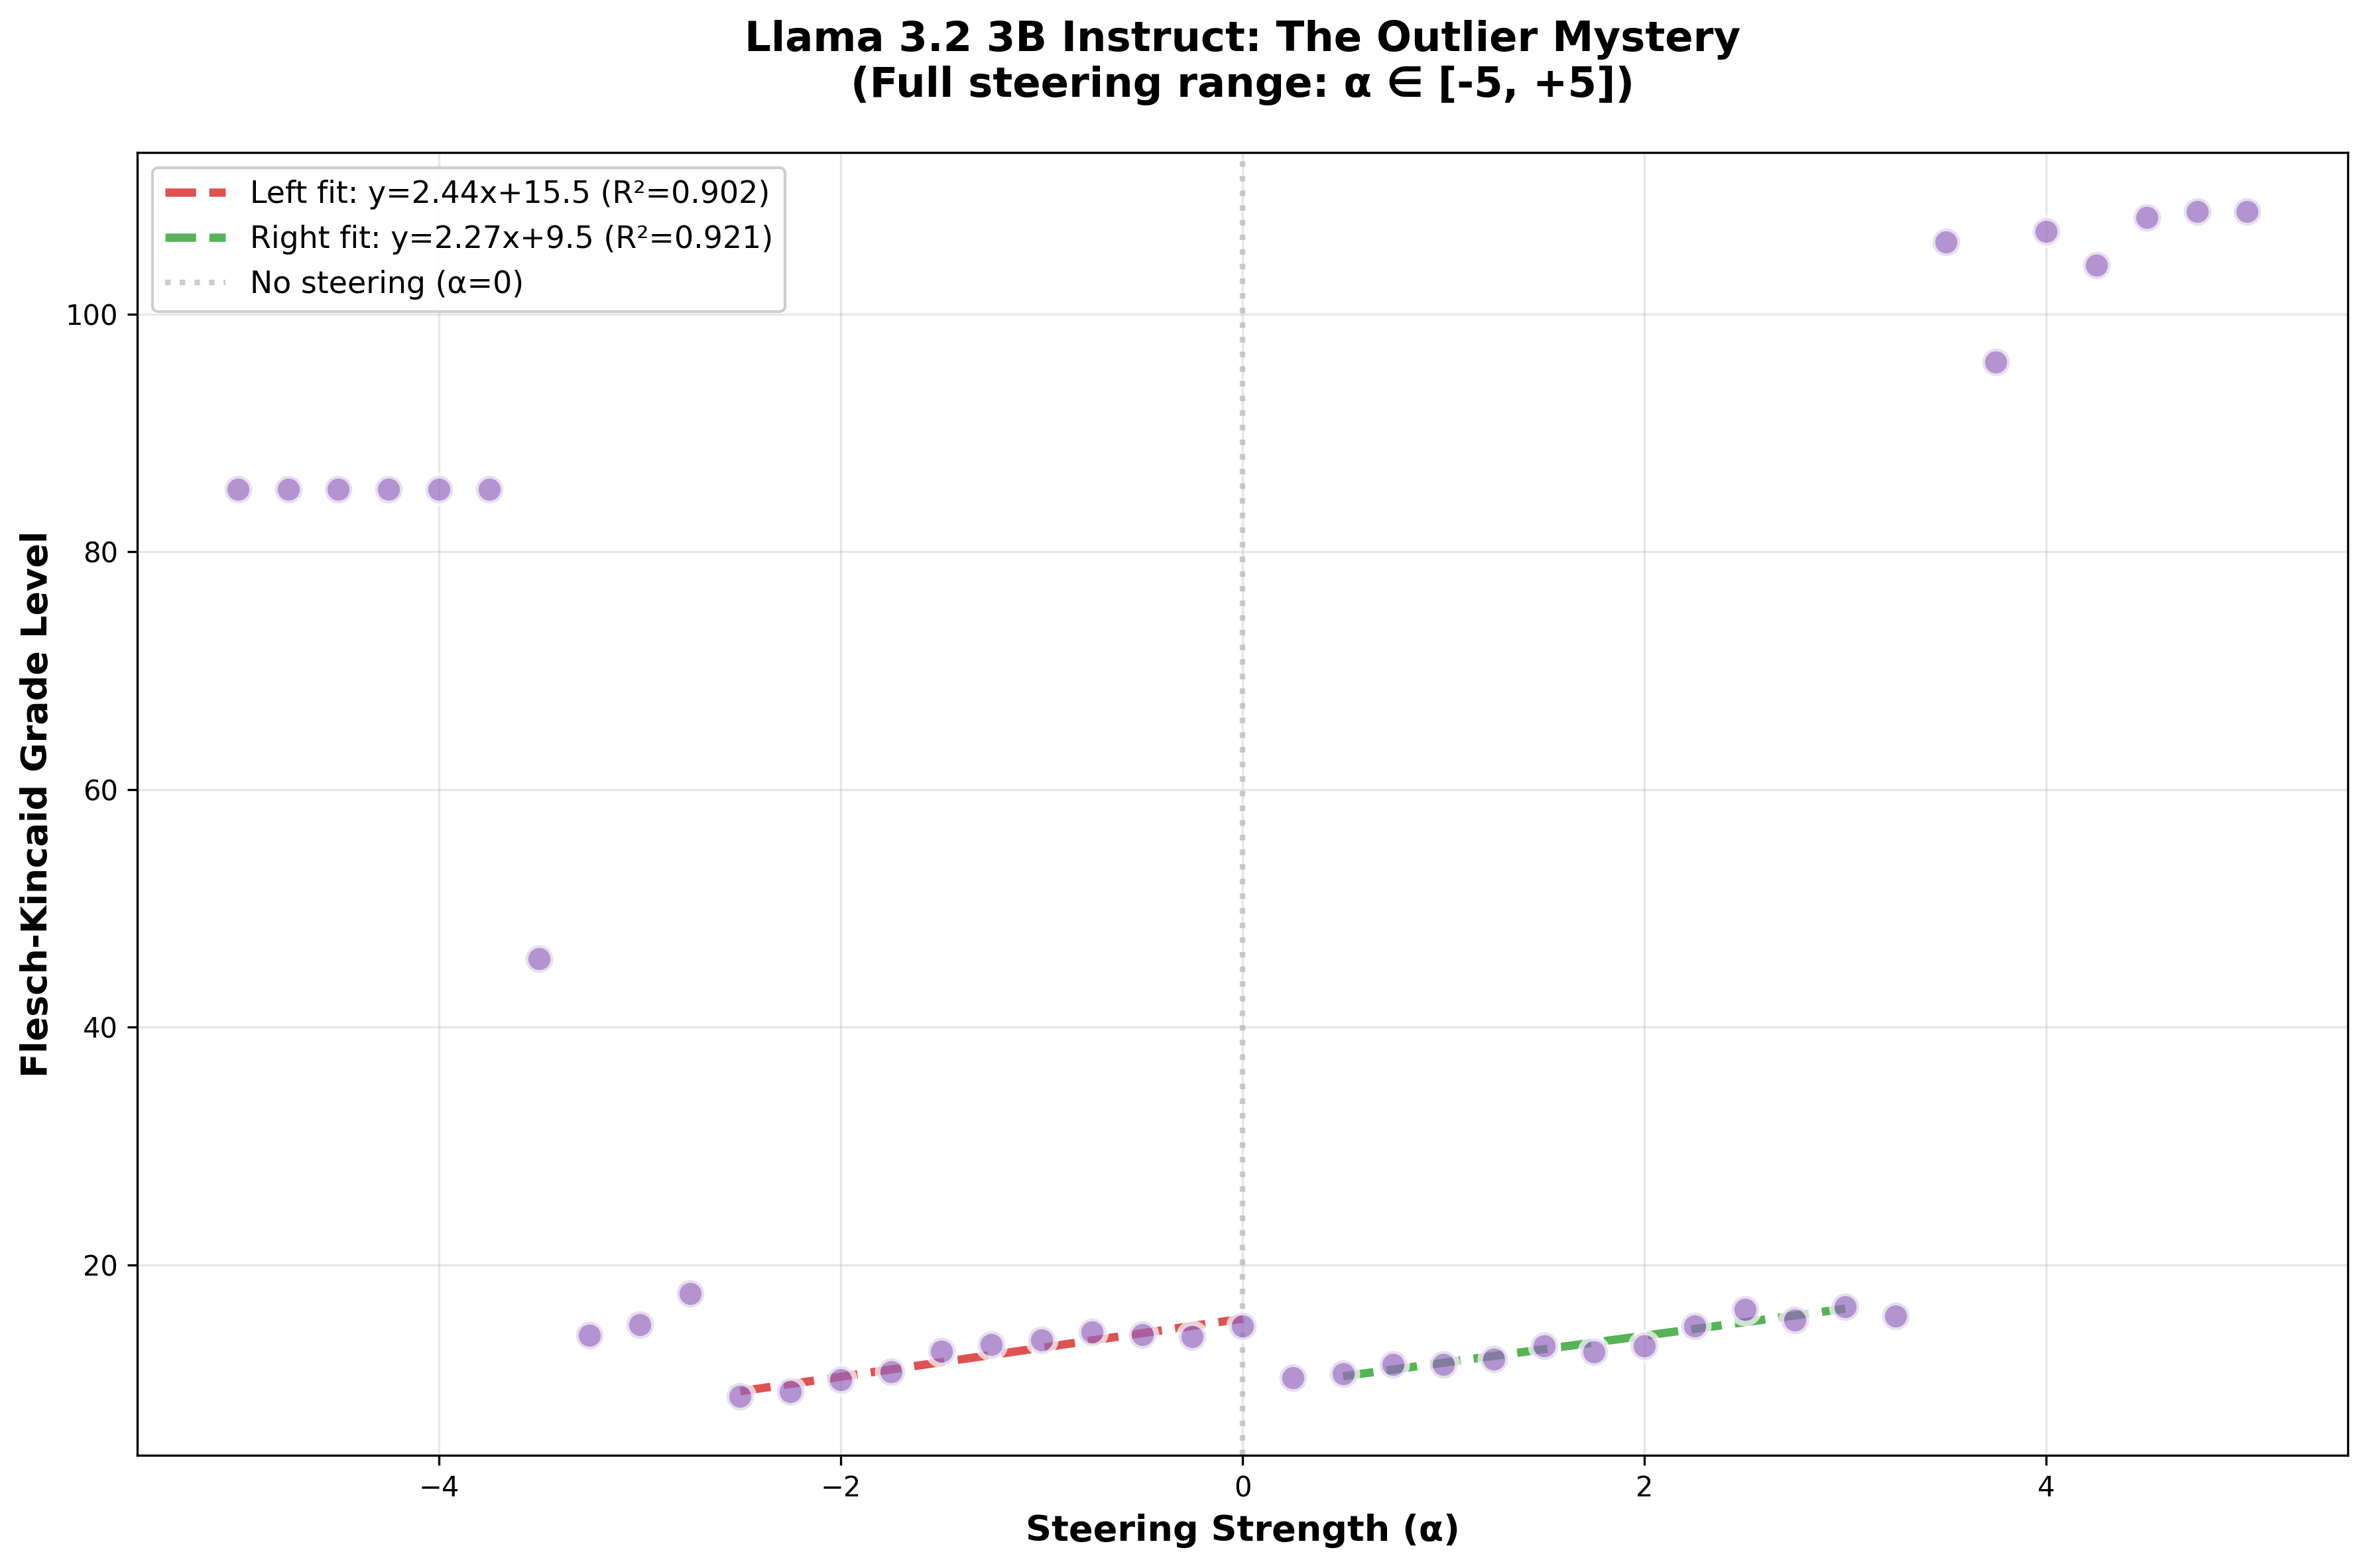 Llama 3.2 3B Instruct: The Outlier Mystery
(Full steering range: α ∈ [-5, +5])
Left fit: y=2.44x+15.5 (R²=0.902)
Right fit: y=2.27x+9.5 (R²=0.921)
No steering (α=0)
Flesch-Kincaid Grade Level
100
80
60
40
20
−4
−2
0
2
4
Steering Strength (α)